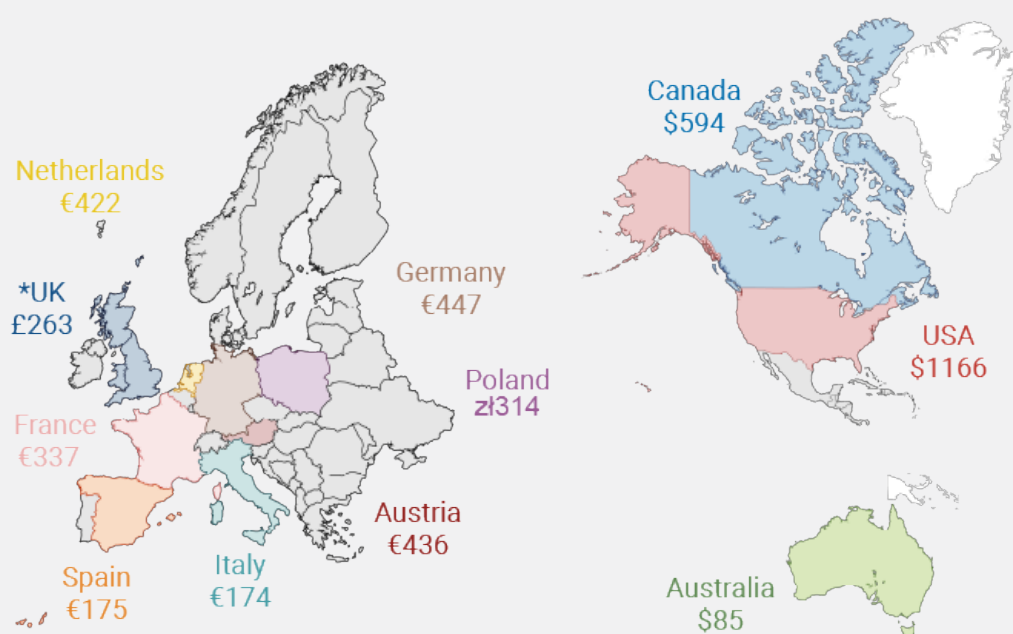 Netherlands
€422
*UK
£263
France
€337
Spain
€175
Germany
€447
Poland
zł314
Austria
€436
Italy
€174
Canada
$594
USA
$1166
Australia
$85